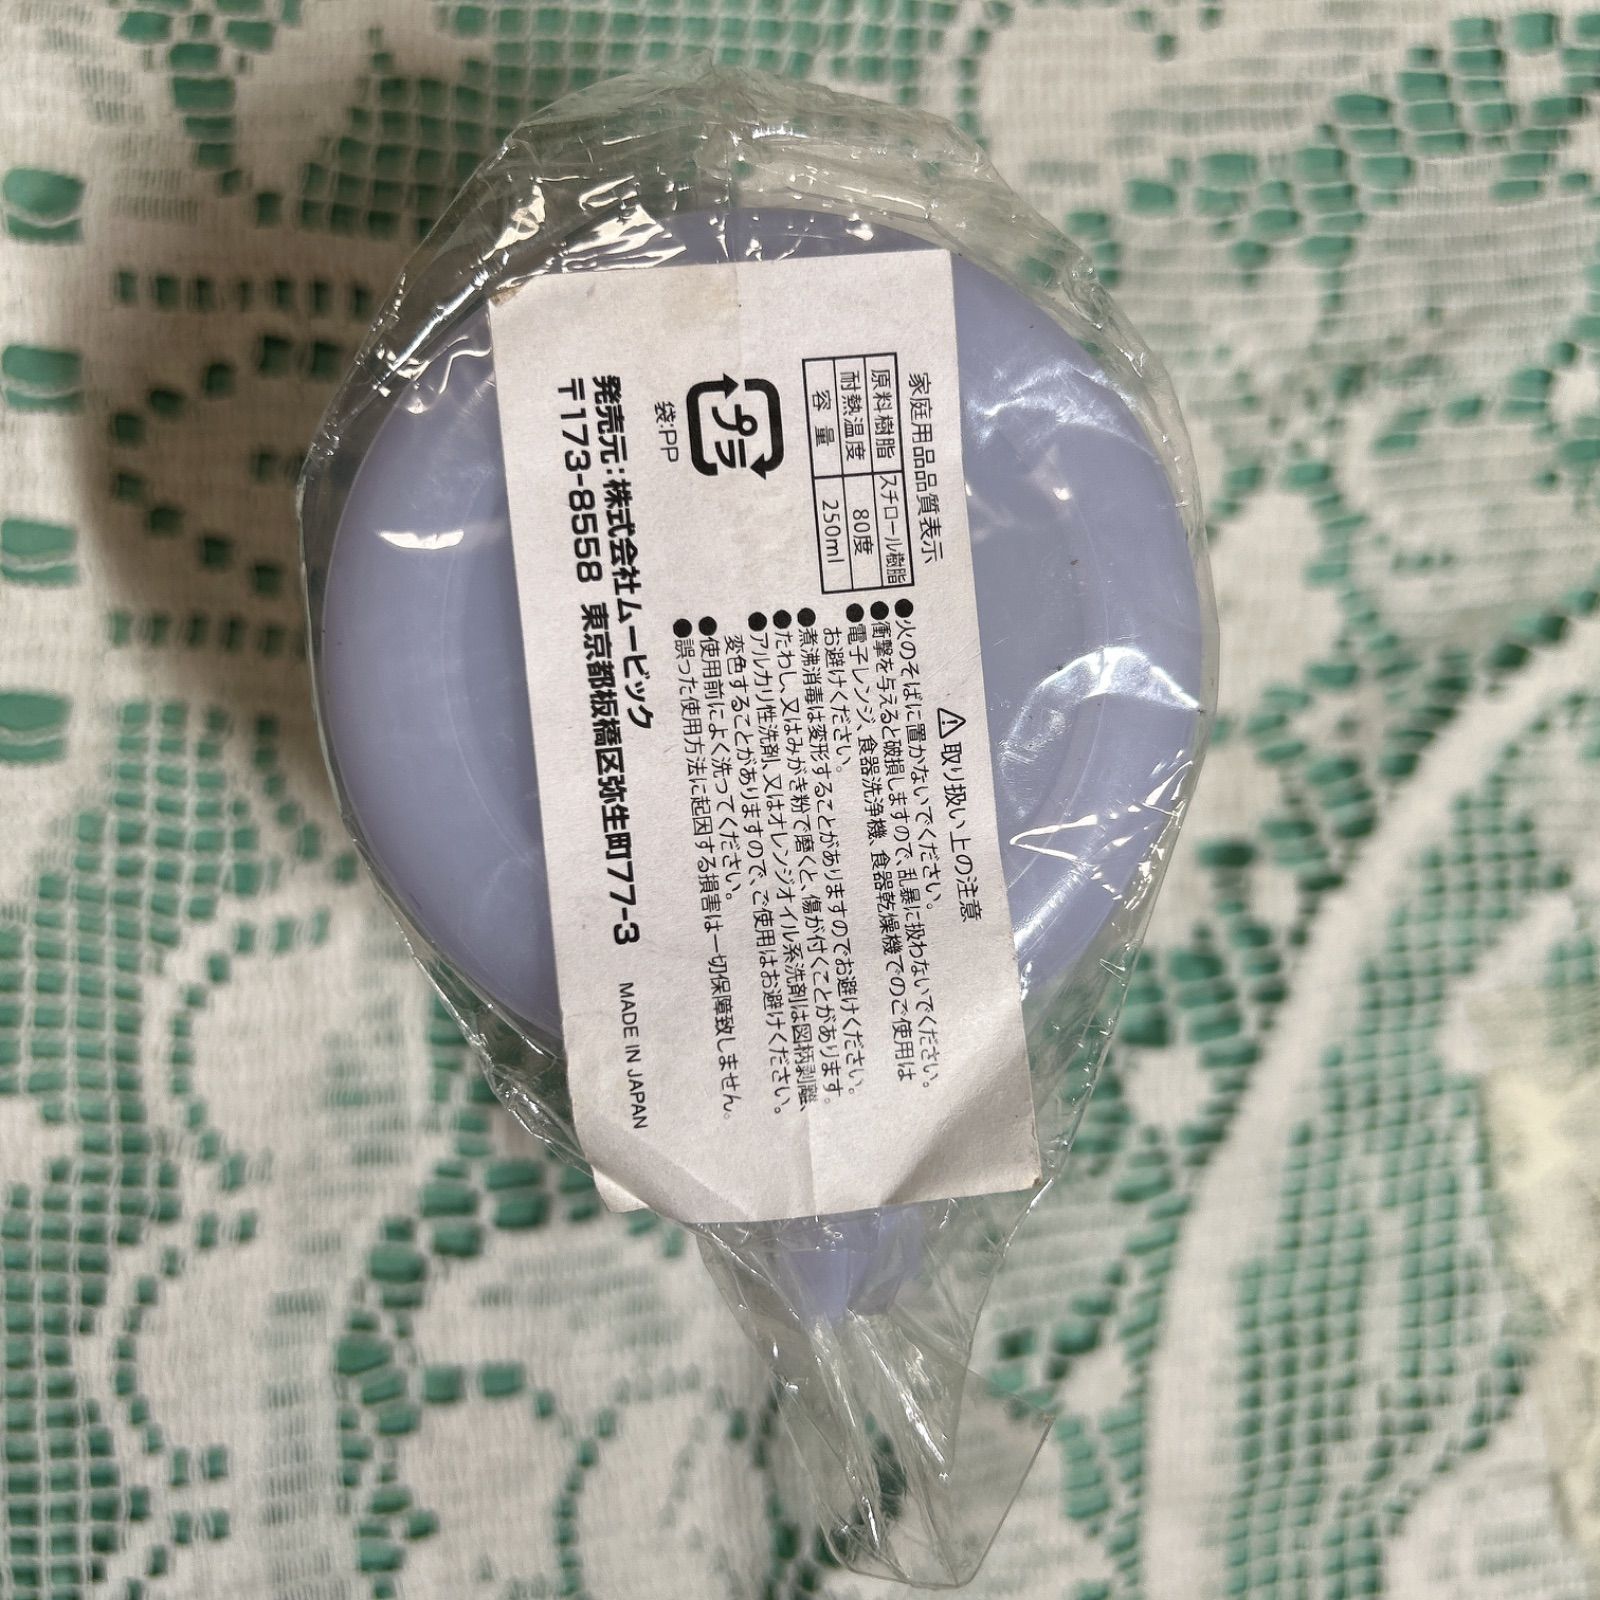 家庭用品品質表示
原料樹脂 スチロール樹脂
耐熱温度 80度
容量 250ml
プラ
袋:PP
⚠取り扱い上の注意
●火のそばに置かないでください。
●衝撃を与えると破損しますので、乱暴に扱わないでください。
●電子レンジ、食器洗浄機、食器乾燥機でのご使用は
お避けください。
●煮沸消毒は変形することがありますのでお避けください。
●たわし、又はみがき粉で磨くと、傷が付くことがあります。
●アルカリ性洗剤、又はオレンジオイル系洗剤は図柄剥離、
変色することがありますので、ご使用はお避けください。
●使用前によく洗ってください。
●誤った使用方法に起因する損害は一切保障致しません。
発売元:株式会社ムービック
〒173-8558 東京都板橋区弥生町77-3 MADE IN JAPAN